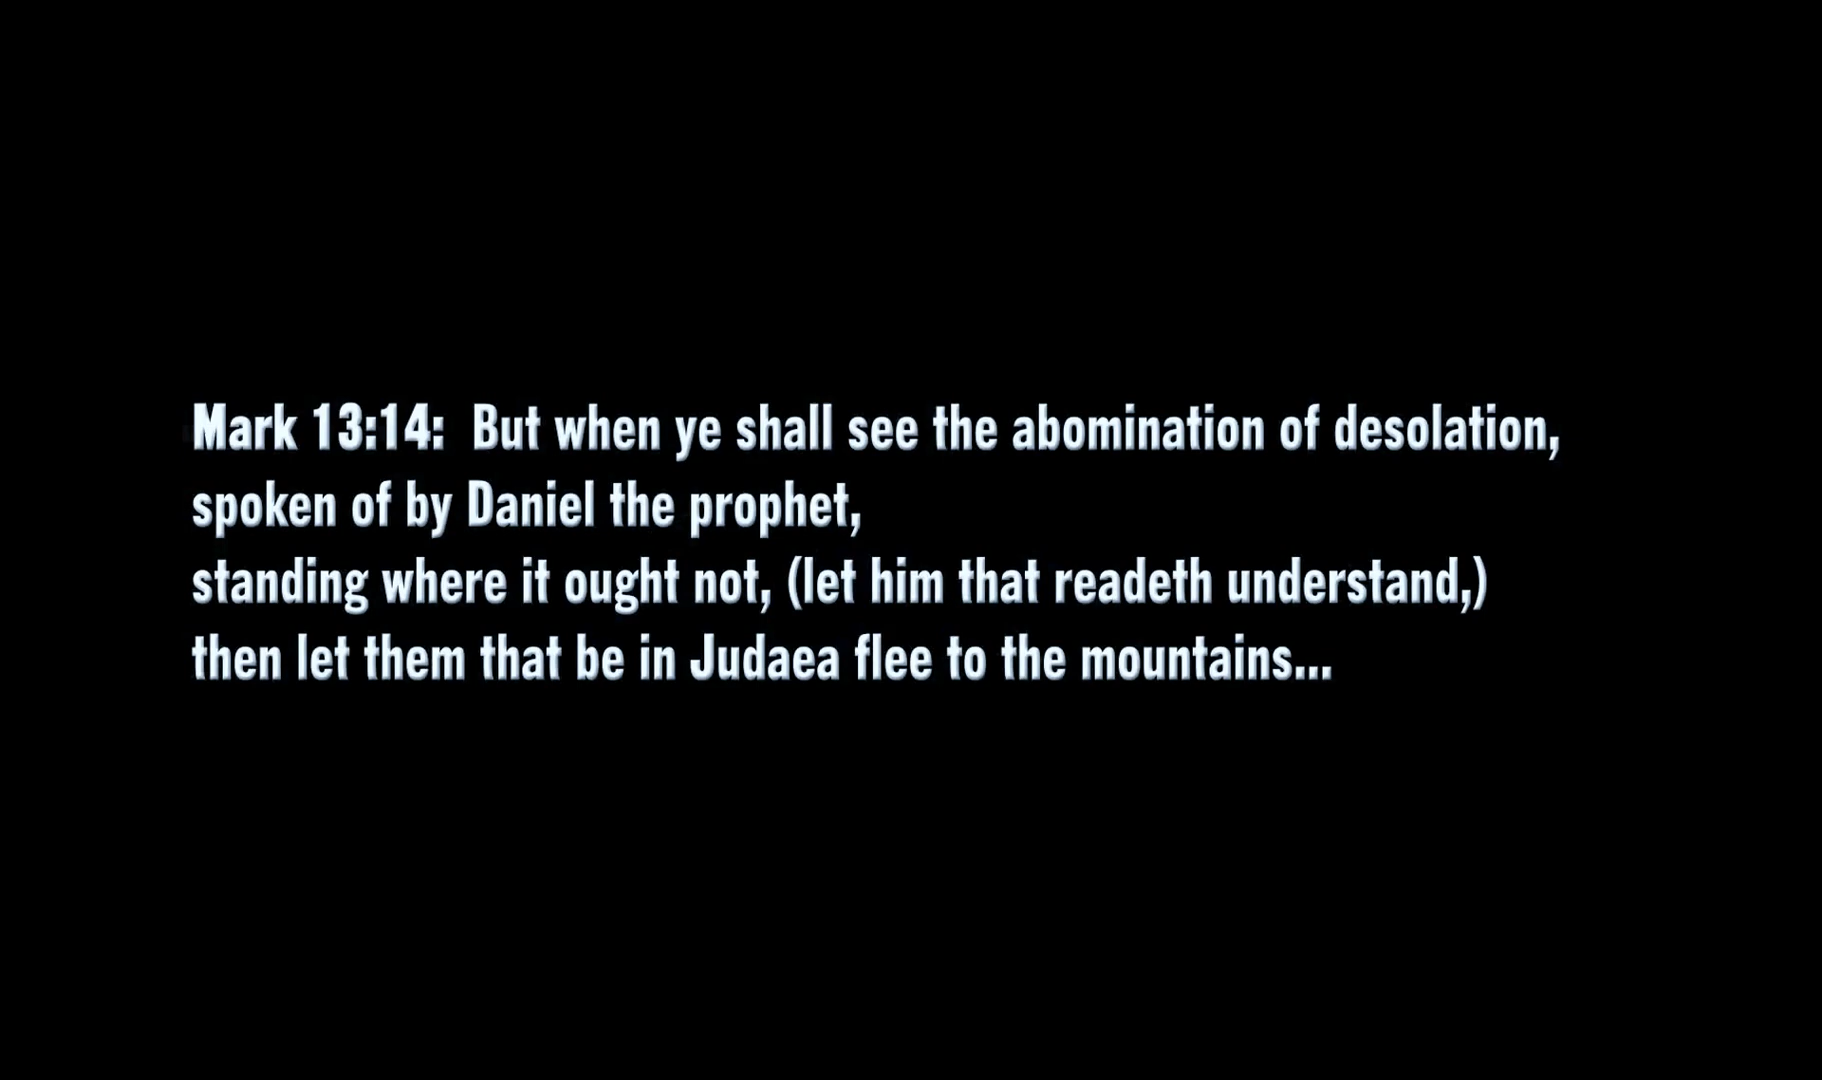 Mark 13:14:  But when ye shall see the abomination of desolation,
spoken of by Daniel the prophet,
standing where it ought not, (let him that readeth understand,)
then let them that be in Judaea flee to the mountains...